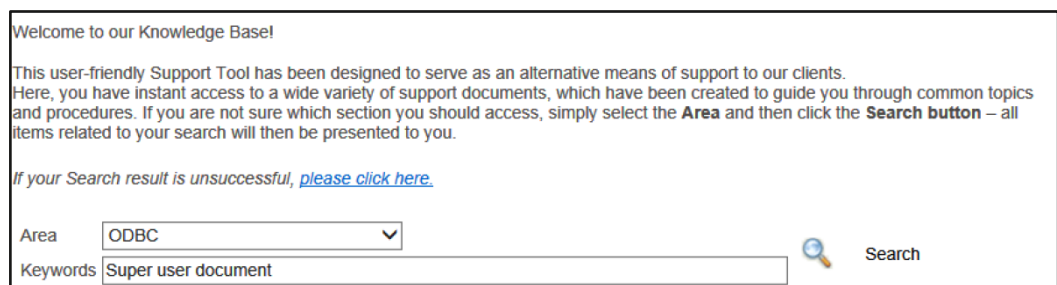 Welcome to our Knowledge Base!
This user-friendly Support Tool has been designed to serve as an alternative means of support to our clients.
Here, you have instant access to a wide variety of support documents, which have been created to guide you through common topics
and procedures. If you are not sure which section you should access, simply select the Area and then click the Search button – all
items related to your search will then be presented to you.
If your Search result is unsuccessful, please click here.
Area ODBC
Search
Keywords Super user document